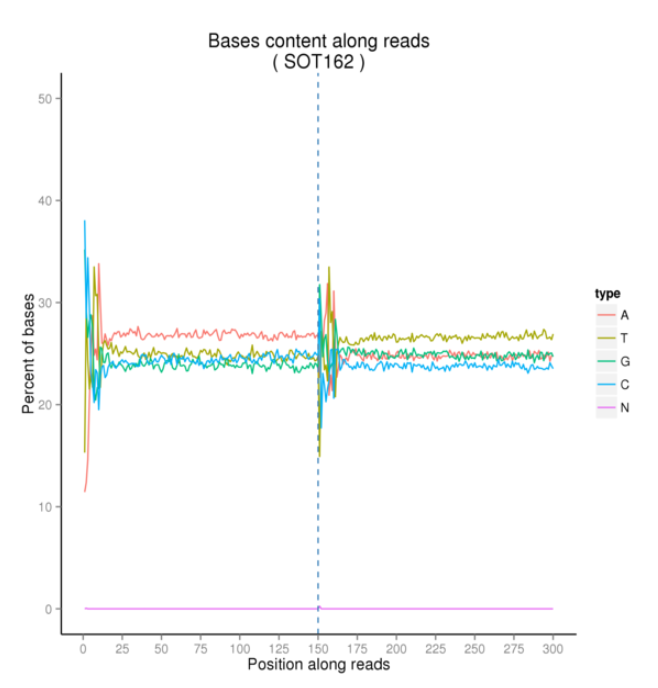 Bases content along reads
( SOT162 )
50
40
30
20
10
0
Percent of bases
0 25 50 75 100 125 150 175 200 225 250 275 300
Position along reads
type
A
T
G
C
N